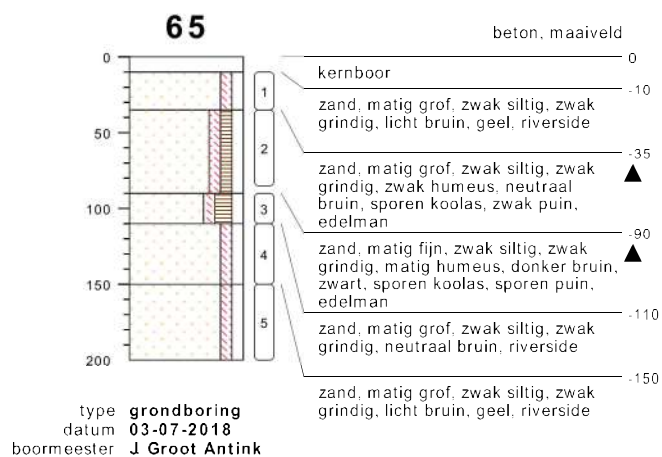 65
beton, maaiveld
0
0
kernboor
-10
1
zand, matig grof, zwak siltig, zwak
grindig, licht bruin, geel, riverside
50
2
-35
zand, matig grof, zwak siltig, zwak
grindig, zwak humeus, neutraal
bruin, sporen koolas, zwak puin,
edelman
100
3
-90
zand, matig fijn, zwak siltig, zwak
grindig, matig humeus, donker bruin,
zwart, sporen koolas, sporen puin,
edelman
4
150
-110
zand, matig grof, zwak siltig, zwak
grindig, neutraal bruin, riverside
5
200
-150
zand, matig grof, zwak siltig, zwak
grindig, licht bruin, geel, riverside
type grondboring
datum 03-07-2018
boormeester J. Groot Antink